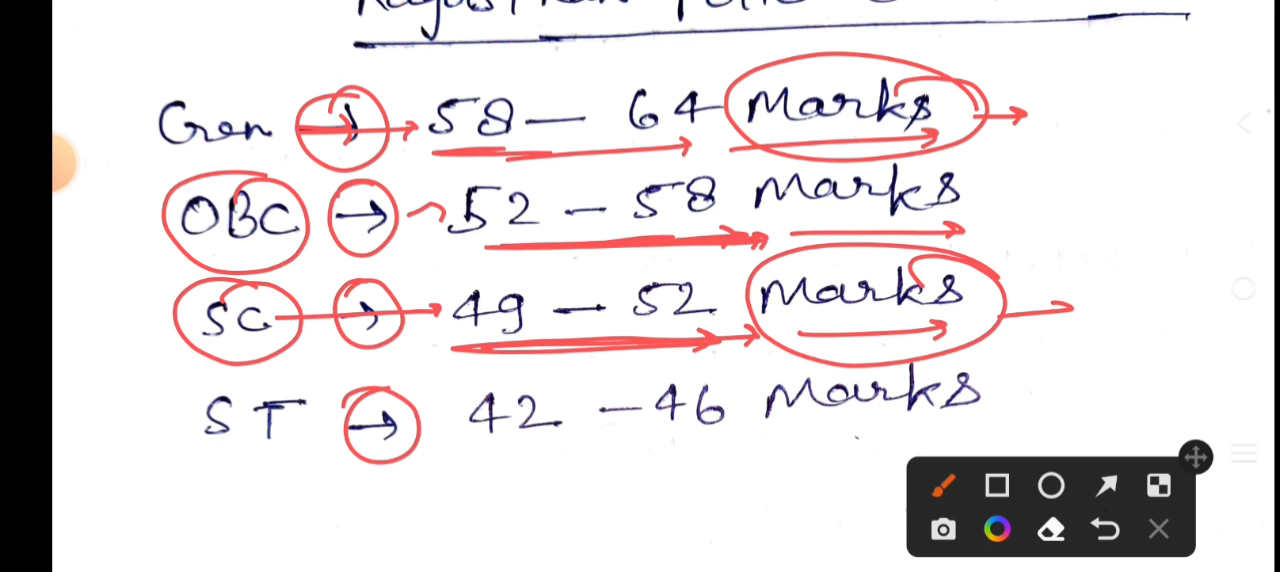 Gen → 58 — 64 Marks
OBC → 52 – 58 Marks
SC → 49 — 52 Marks
ST → 42 – 46 Marks